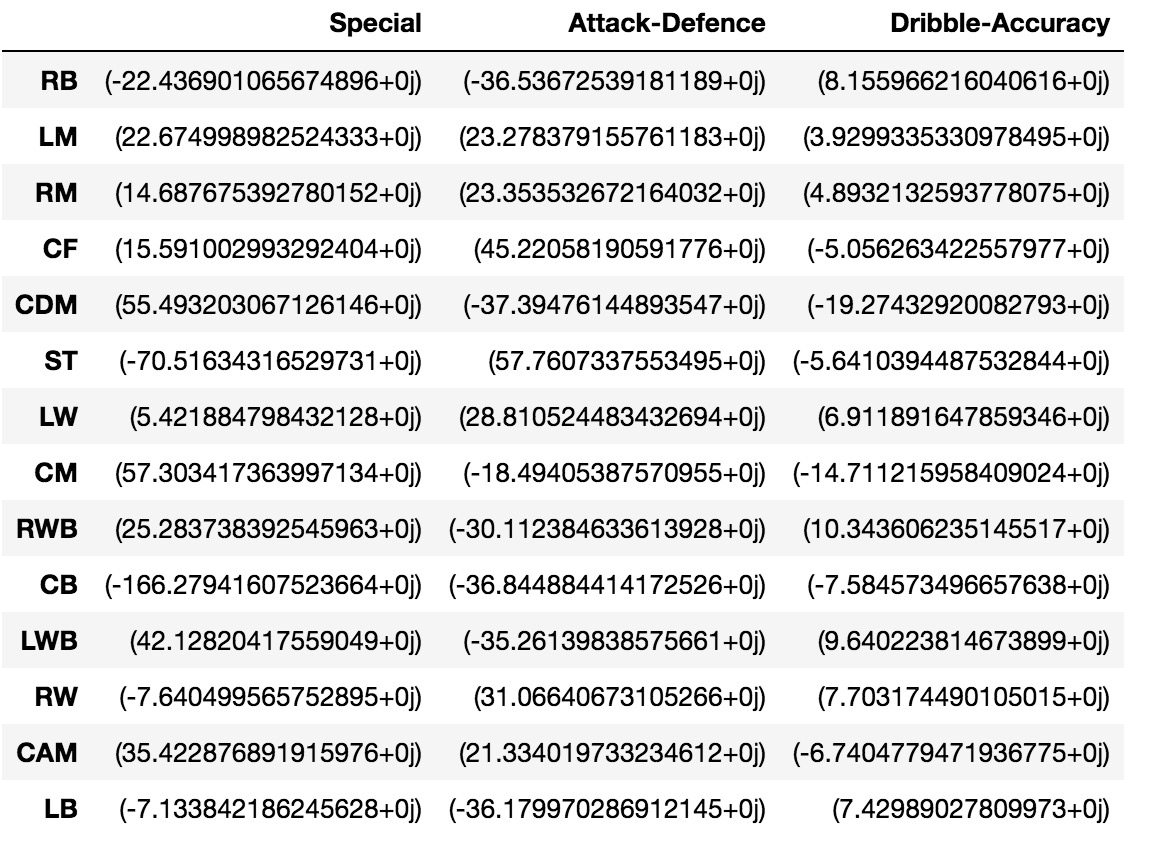 Special Attack-Defence Dribble-Accuracy
RB (-22.436901065674896+0j) (-36.53672539181189+0j) (8.155966216040616+0j)
LM (22.674998982524333+0j) (23.278379155761183+0j) (3.9299335330978495+0j)
RM (14.687675392780152+0j) (23.353532672164032+0j) (4.8932132593778075+0j)
CF (15.591002993292404+0j) (45.22058190591776+0j) (-5.056263422557977+0j)
CDM (55.493203067126146+0j) (-37.39476144893547+0j) (-19.27432920082793+0j)
ST (-70.51634316529731+0j) (57.7607337553495+0j) (-5.6410394487532844+0j)
LW (5.421884798432128+0j) (28.810524483432694+0j) (6.911891647859346+0j)
CM (57.303417363997134+0j) (-18.49405387570955+0j) (-14.711215958409024+0j)
RWB (25.283738392545963+0j) (-30.112384633613928+0j) (10.343606235145517+0j)
CB (-166.27941607523664+0j) (-36.844884414172526+0j) (-7.584573496657638+0j)
LWB (42.12820417559049+0j) (-35.26139838575661+0j) (9.640223814673899+0j)
RW (-7.640499565752895+0j) (31.06640673105266+0j) (7.703174490105015+0j)
CAM (35.422876891915976+0j) (21.334019733234612+0j) (-6.7404779471936775+0j)
LB (-7.133842186245628+0j) (-36.179970286912145+0j) (7.42989027809973+0j)